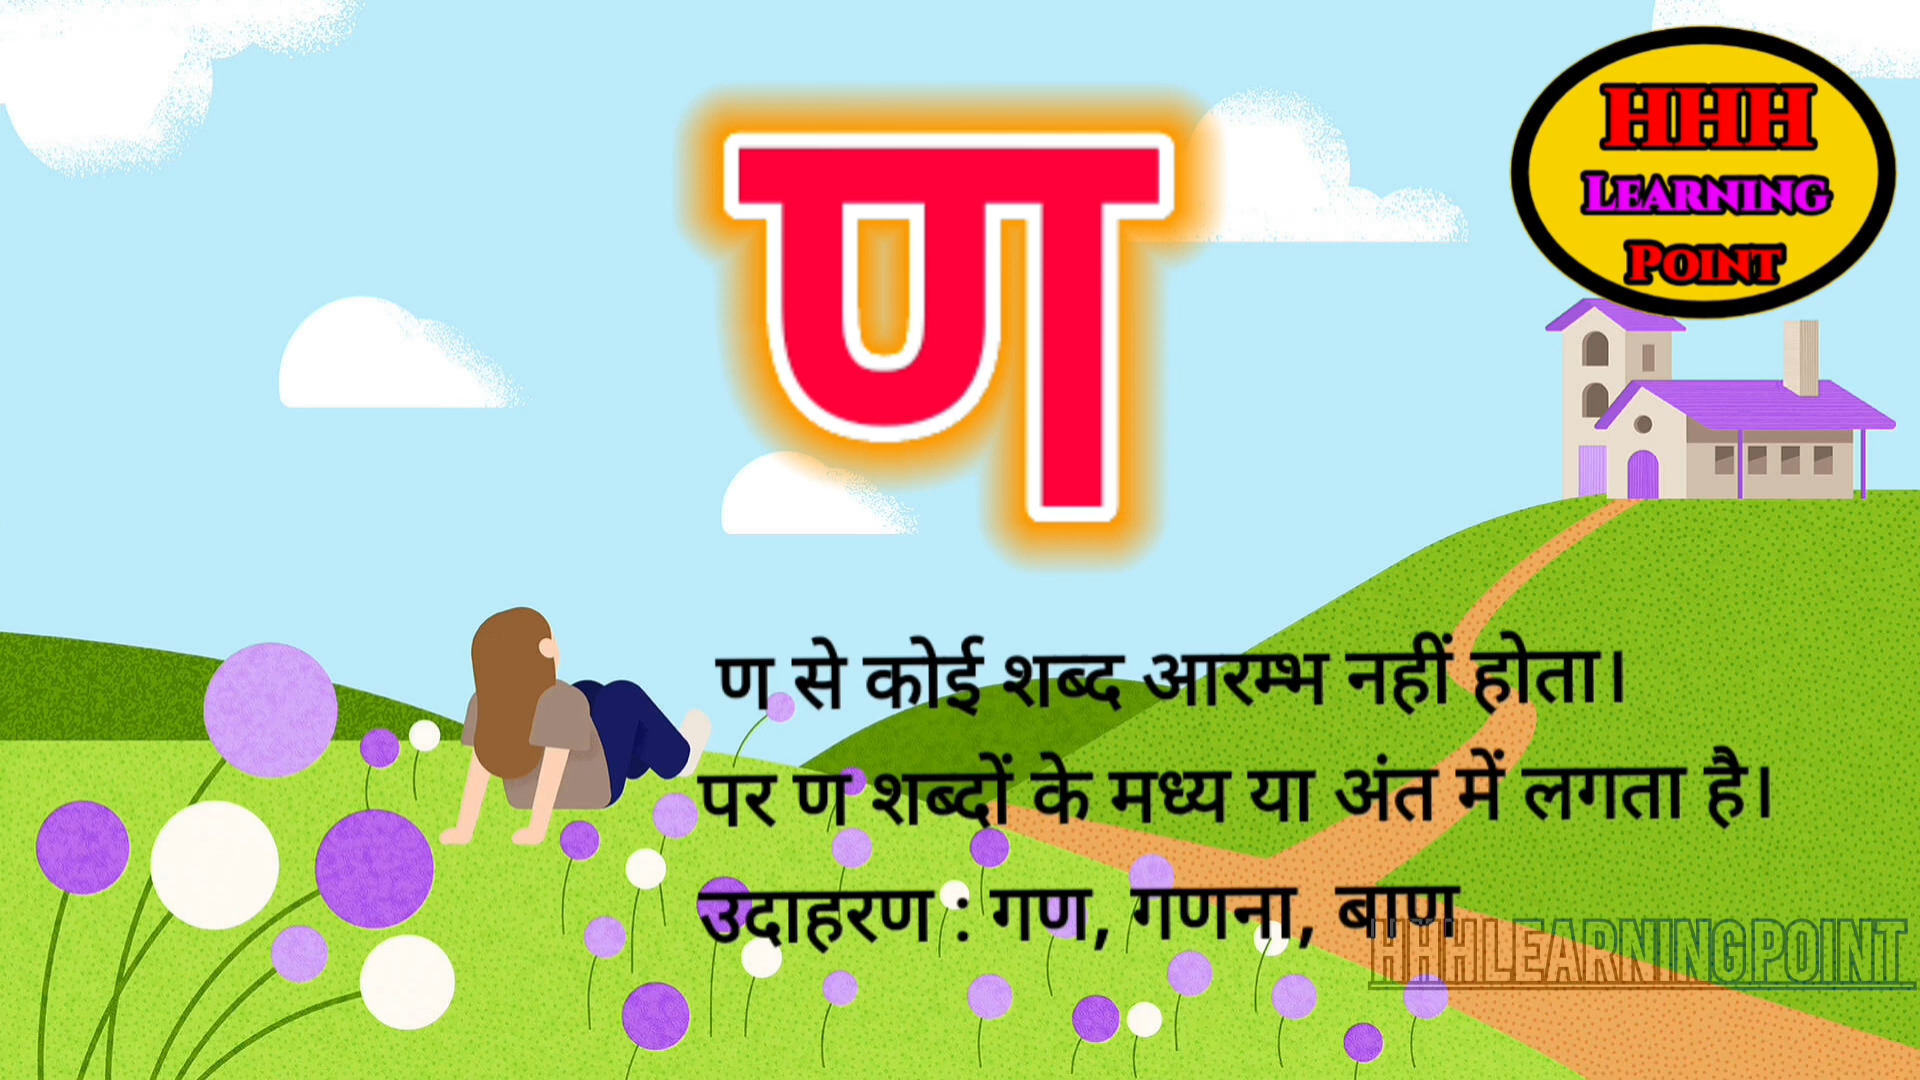 ण
HHH
LEARNING
POINT
ण से कोई शब्द आरम्भ नहीं होता।
पर ण शब्दों के मध्य या अंत में लगता है।
उदाहरण : गण, गणना, बाण
HHHLEARNINGPOINT